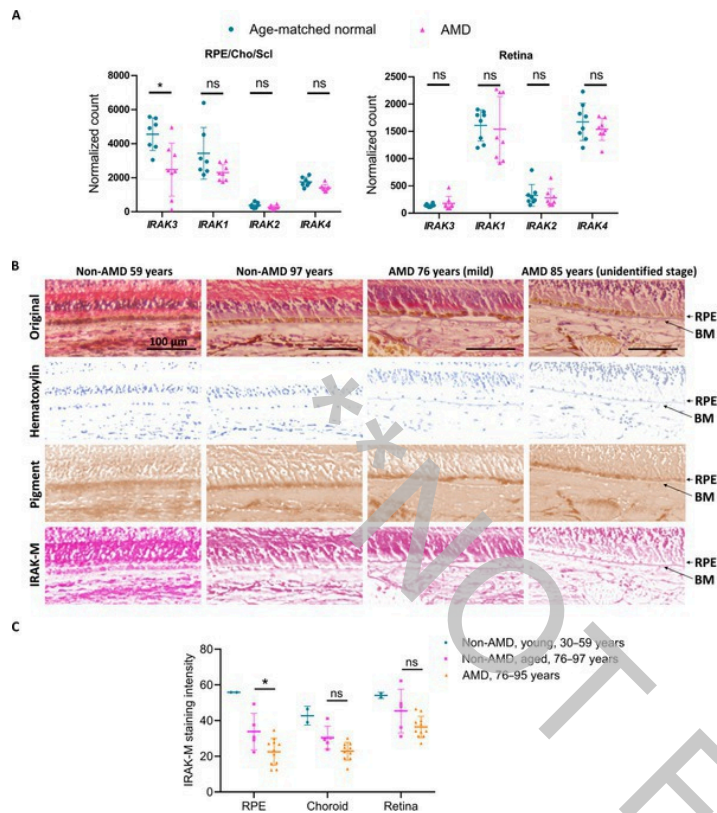 A
Age-matched normal AMD
RPE/Cho/Scl
Retina
Normalized count
8000
6000
4000
2000
0
* ns ns ns
IRAK3 IRAK1 IRAK2 IRAK4
Normalized count
2500
2000
1500
1000
500
0
ns ns ns ns
IRAK3 IRAK1 IRAK2 IRAK4
B
Non-AMD 59 years Non-AMD 97 years AMD 76 years (mild) AMD 85 years (unidentified stage)
Original
100 μm
RPE
BM
Hematoxylin
RPE
BM
Pigment
RPE
BM
IRAK-M
RPE
BM
C
IRAK-M staining intensity
80
60
40
20
0
* ns ns
RPE Choroid Retina
Non-AMD, young, 30–59 years
Non-AMD, aged, 76–97 years
AMD, 76–95 years
**NOT F